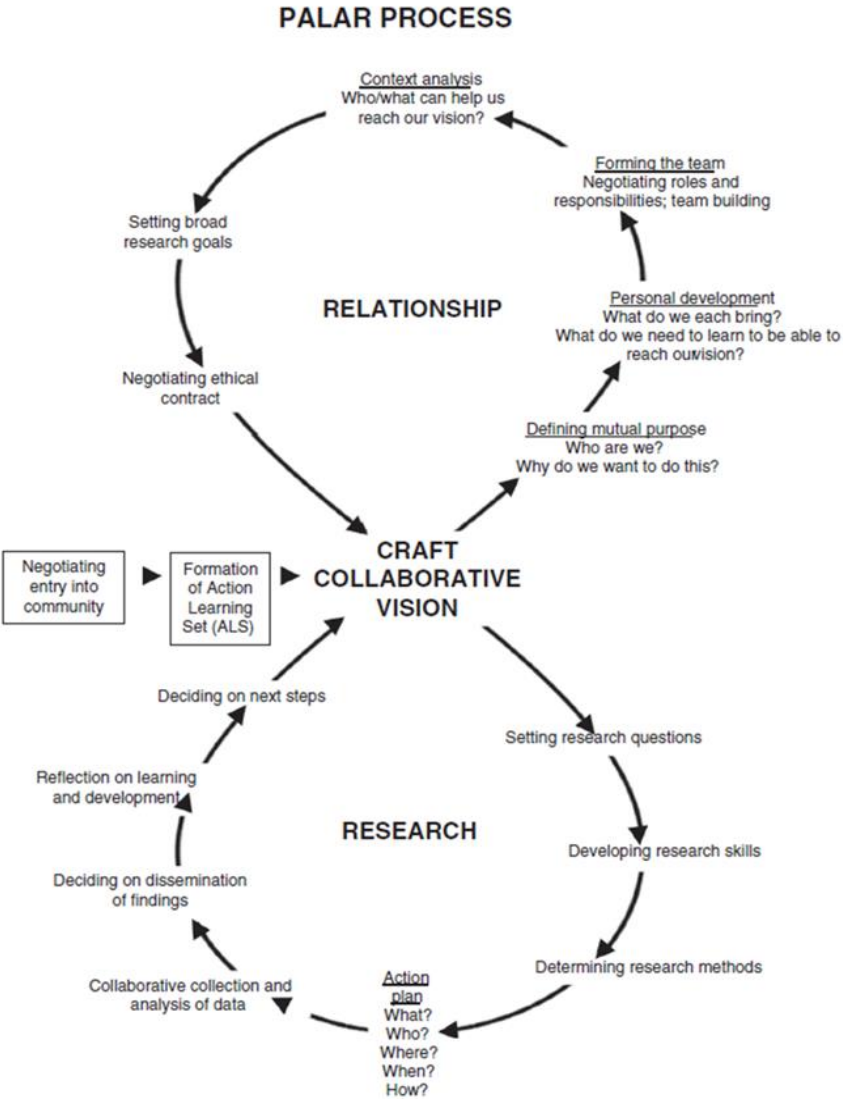 PALAR PROCESS
Context analysis
Who/what can help us
reach our vision?
Forming the team
Negotiating roles and
responsibilities; team building
Setting broad
research goals
RELATIONSHIP
Personal development
What do we each bring?
What do we need to learn to be able to
reach ourvision?
Negotiating ethical
contract
Defining mutual purpose
Who are we?
Why do we want to do this?
Negotiating
entry into
community
Formation
of Action
Learning
Set (ALS)
CRAFT
COLLABORATIVE
VISION
Deciding on next steps
Setting research questions
Reflection on learning
and development
RESEARCH
Developing research skills
Deciding on dissemination
of findings
Determining research methods
Collaborative collection and
analysis of data
Action
plan
What?
Who?
Where?
When?
How?